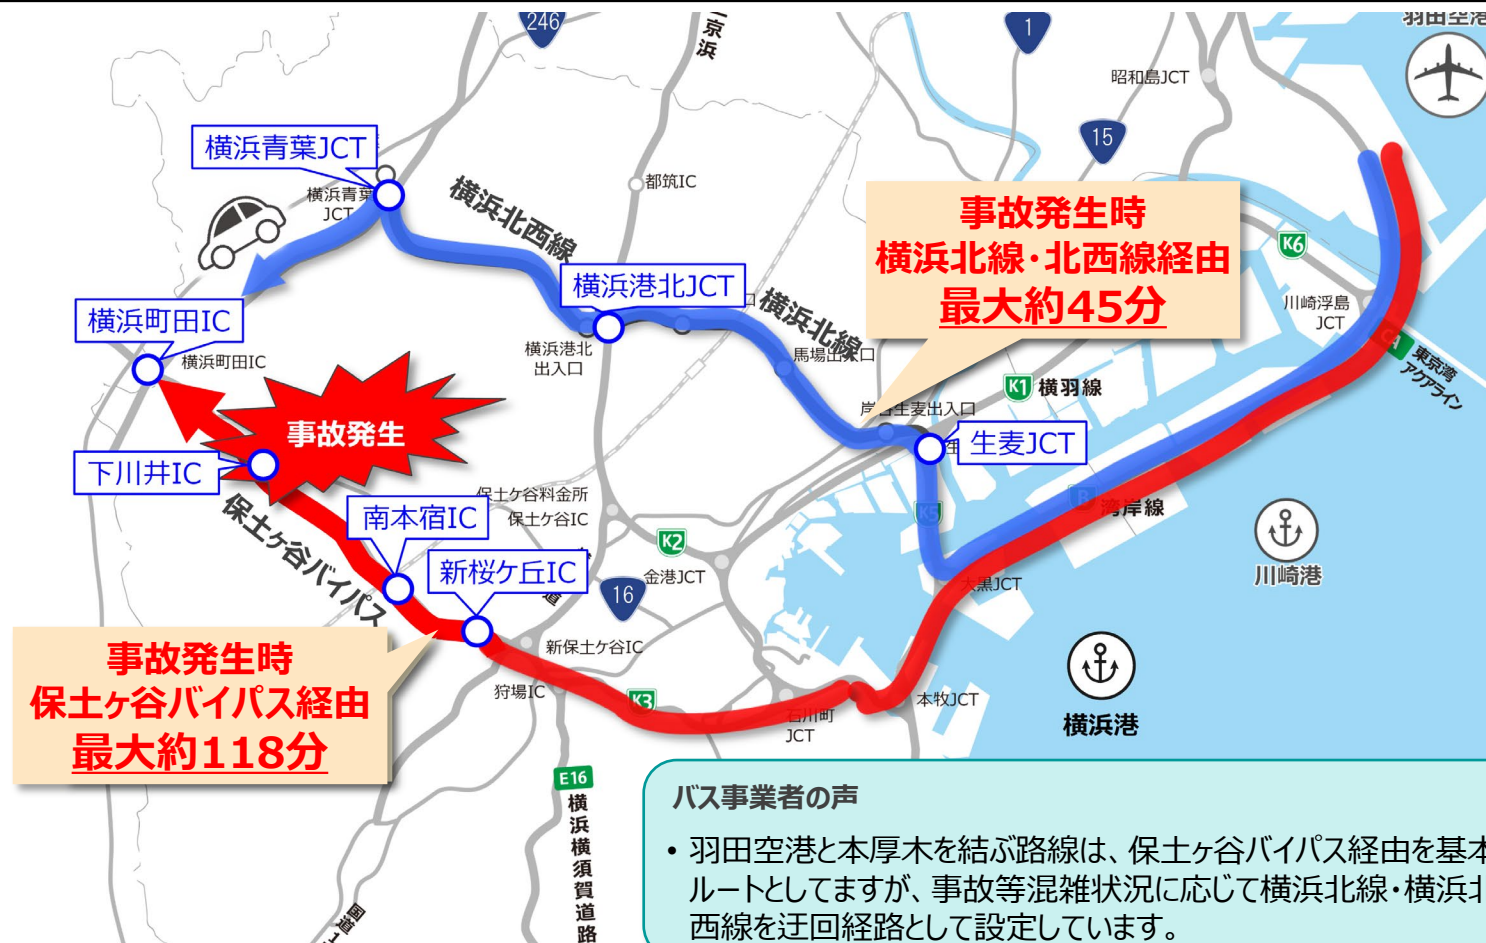 246
京浜
1
羽田空港
昭和島JCT
15
横浜青葉JCT
横浜青葉
JCT
都筑IC
横浜北西線
事故発生時
横浜北線・北西線経由
最大約45分
K6
横浜港北JCT
横浜北線
川崎浮島
JCT
横浜町田IC
横浜町田IC
横浜港北
出入口
馬場出入口
CA
東京湾
アクアライン
K1 横羽線
事故発生
岸谷生麦出入口
生麦JCT
下川井IC
保土ケ谷料金所
保土ケ谷IC
南本宿IC
K5
B 湾岸線
保土ヶ谷バイパス
K2
新桜ケ丘IC
金港JCT
大黒JCT
川崎港
16
道
新保土ケ谷IC
事故発生時
保土ヶ谷バイパス経由
最大約118分
狩場IC
K3
本牧JCT
石川町
JCT
横浜港
E16
横浜横須賀道路
国道1
バス事業者の声
• 羽田空港と本厚木を結ぶ路線は、保土ヶ谷バイパス経由を基本
ルートとしてますが、事故等混雑状況に応じて横浜北線・横浜北
西線を迂回経路として設定しています。